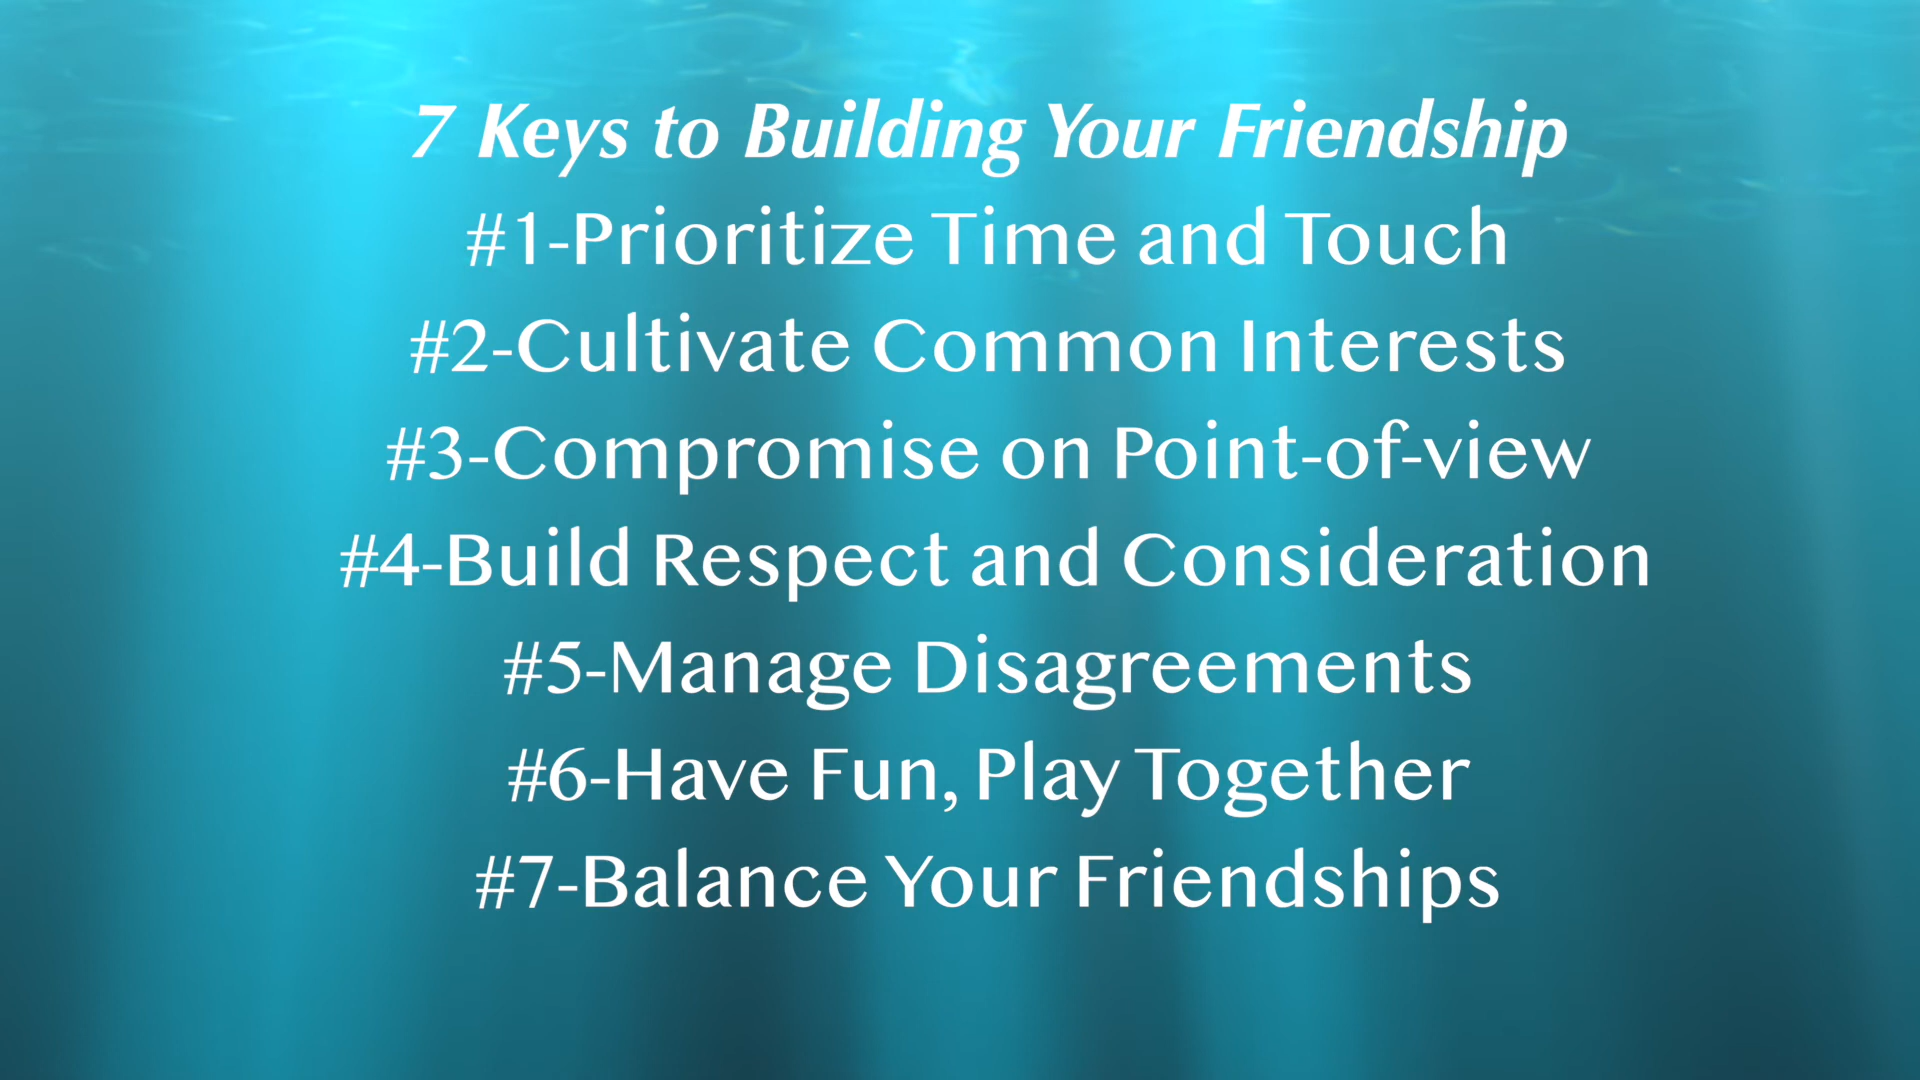 7 Keys to Building Your Friendship
#1-Prioritize Time and Touch
#2-Cultivate Common Interests
#3-Compromise on Point-of-view
#4-Build Respect and Consideration
#5-Manage Disagreements
#6-Have Fun, Play Together
#7-Balance Your Friendships